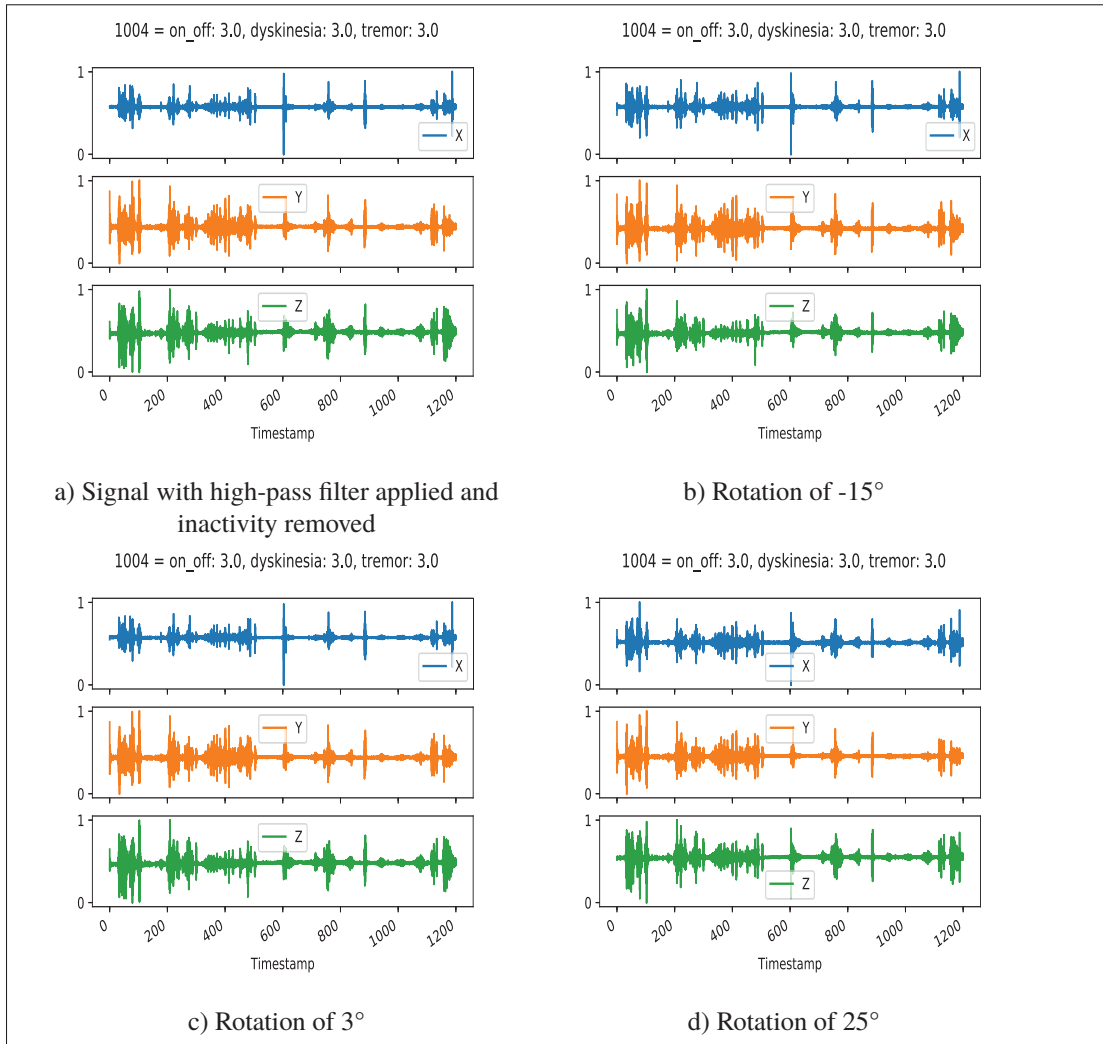 1004 = on_off: 3.0, dyskinesia: 3.0, tremor: 3.0
1
0
X
1
0
Y
1
0
Z
0 200 400 600 800 1000 1200
Timestamp
a) Signal with high-pass filter applied and
inactivity removed
1004 = on_off: 3.0, dyskinesia: 3.0, tremor: 3.0
1
0
X
1
0
Y
1
0
Z
0 200 400 600 800 1000 1200
Timestamp
b) Rotation of -15°
1004 = on_off: 3.0, dyskinesia: 3.0, tremor: 3.0
1
0
X
1
0
Y
1
0
Z
0 200 400 600 800 1000 1200
Timestamp
c) Rotation of 3°
1004 = on_off: 3.0, dyskinesia: 3.0, tremor: 3.0
1
0
X
1
0
Y
1
0
Z
0 200 400 600 800 1000 1200
Timestamp
d) Rotation of 25°